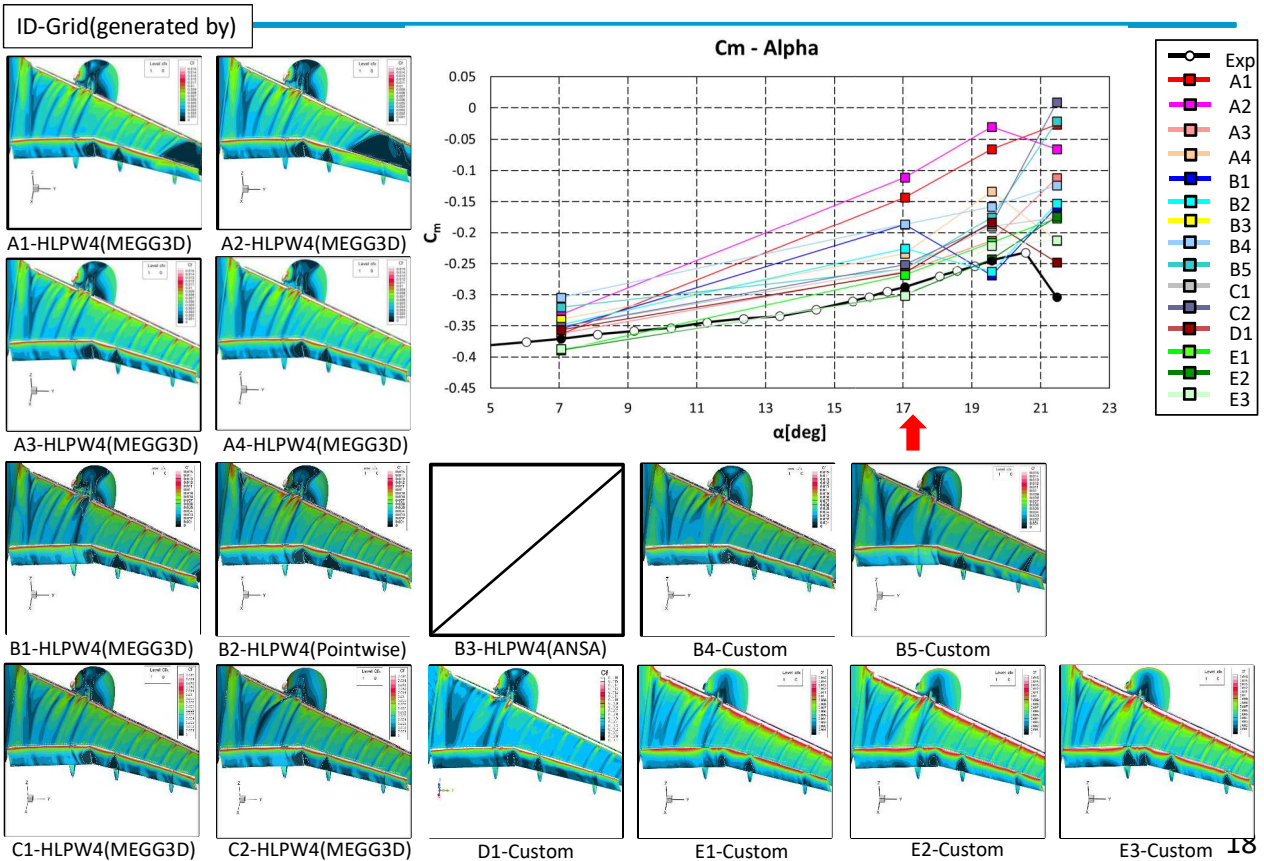 ID-Grid(generated by)
Cm - Alpha
0.05
0
-0.05
-0.1
-0.15
-0.2
-0.25
-0.3
-0.35
-0.4
-0.45
Cm
5 7 9 11 13 15 17 19 21 23
α[deg]
Exp
A1
A2
A3
A4
B1
B2
B3
B4
B5
C1
C2
D1
E1
E2
E3
A1-HLPW4(MEGG3D) A2-HLPW4(MEGG3D)
A3-HLPW4(MEGG3D) A4-HLPW4(MEGG3D)
B1-HLPW4(MEGG3D) B2-HLPW4(Pointwise) B3-HLPW4(ANSA) B4-Custom B5-Custom
C1-HLPW4(MEGG3D) C2-HLPW4(MEGG3D) D1-Custom E1-Custom E2-Custom E3-Custom
18